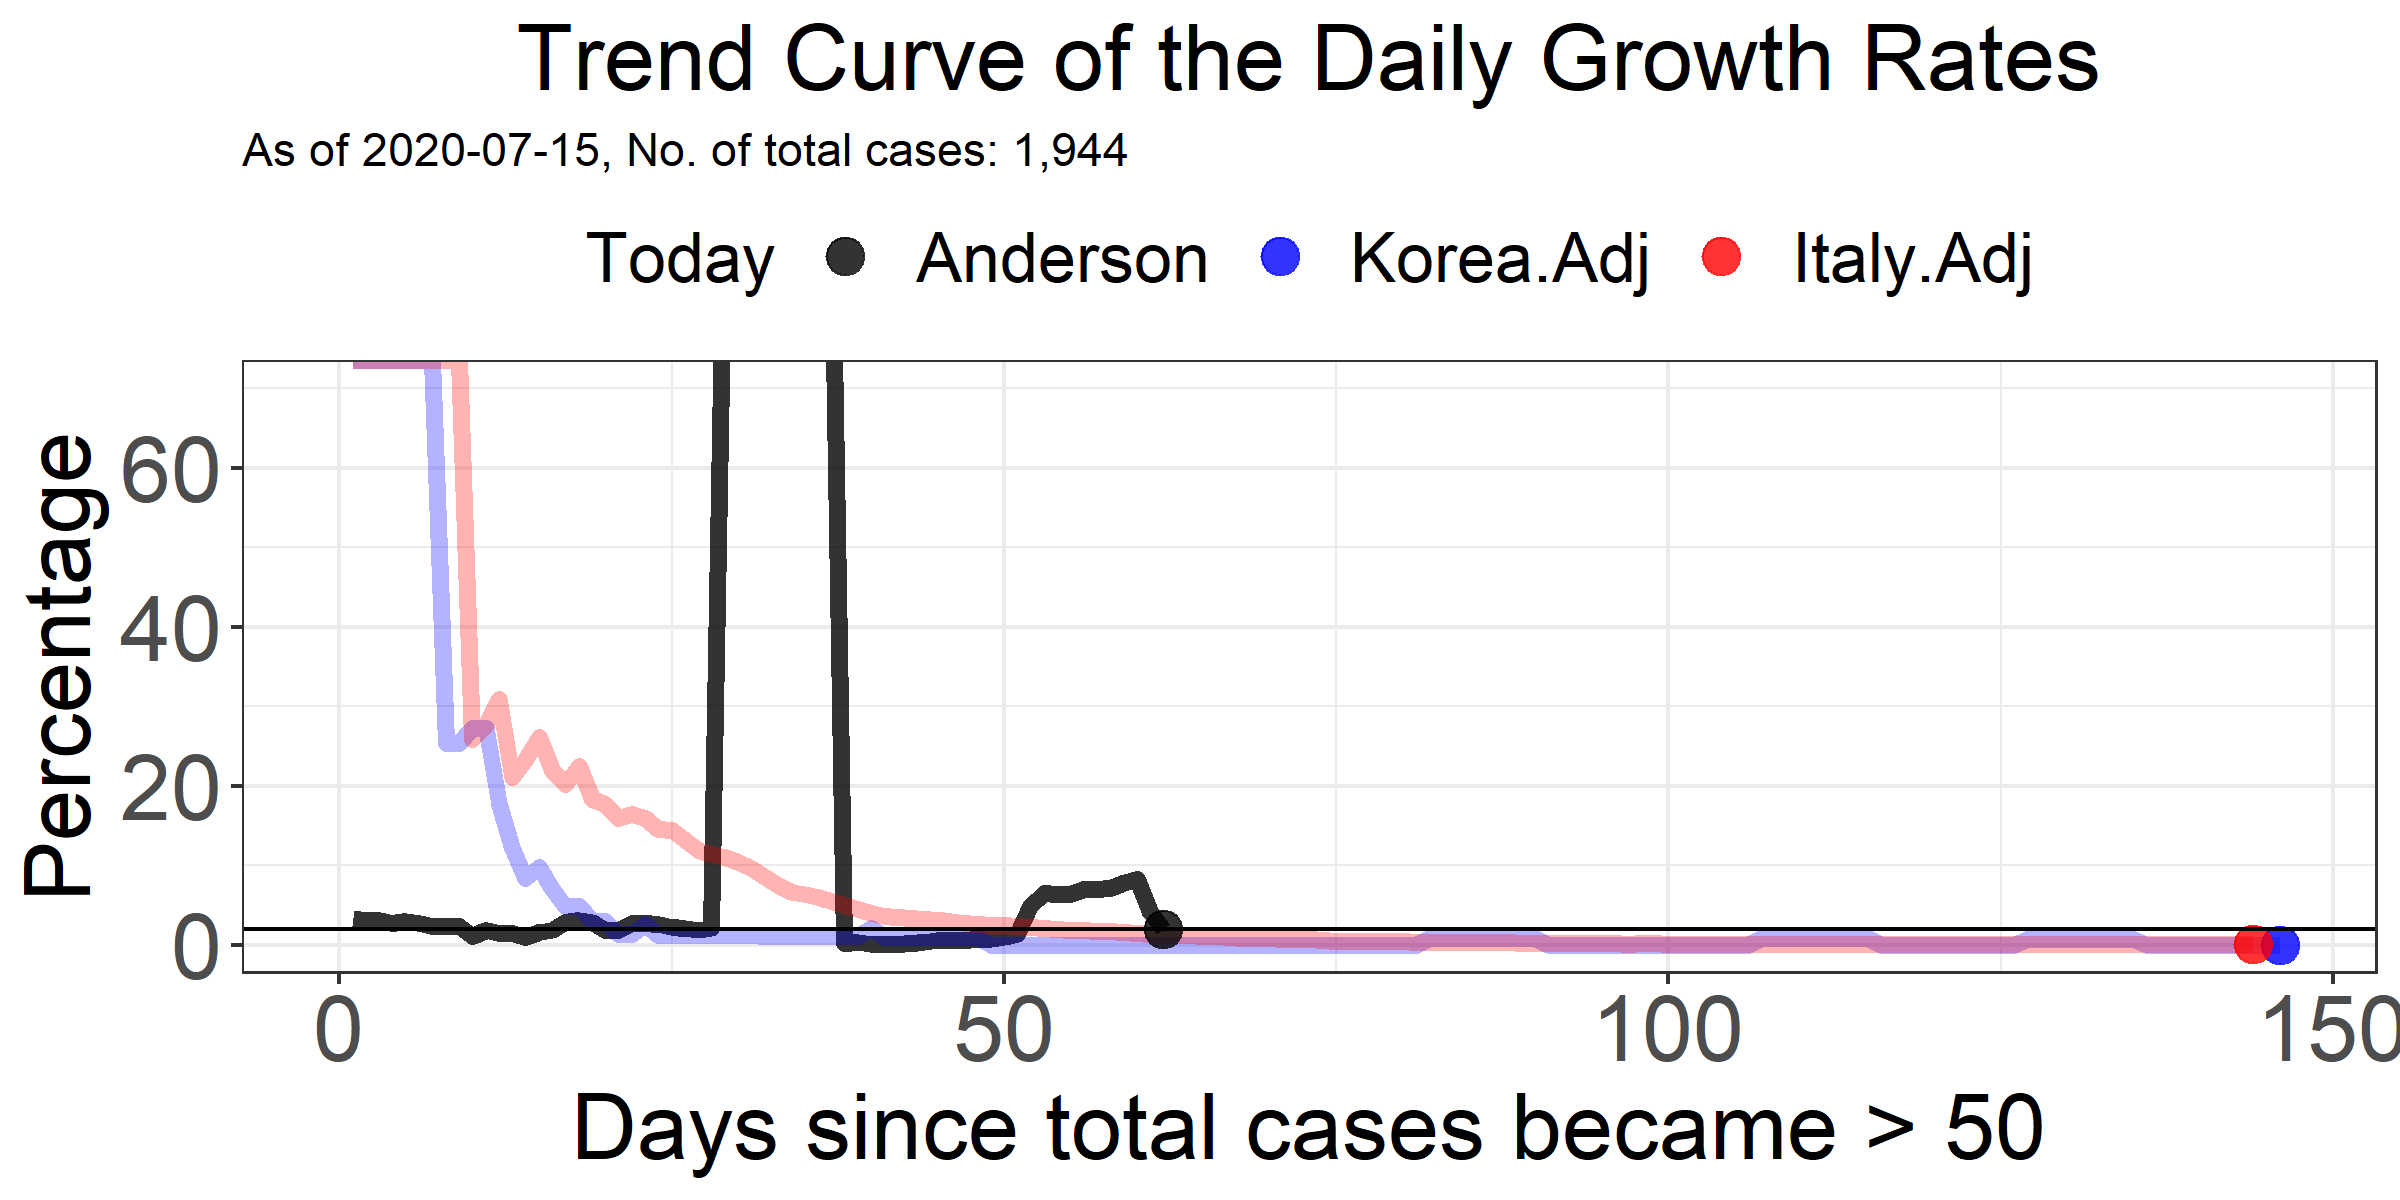 Trend Curve of the Daily Growth Rates
As of 2020-07-15, No. of total cases: 1,944
Today Anderson Korea.Adj Italy.Adj
Percentage
60
40
20
0
0 50 100 150
Days since total cases became > 50